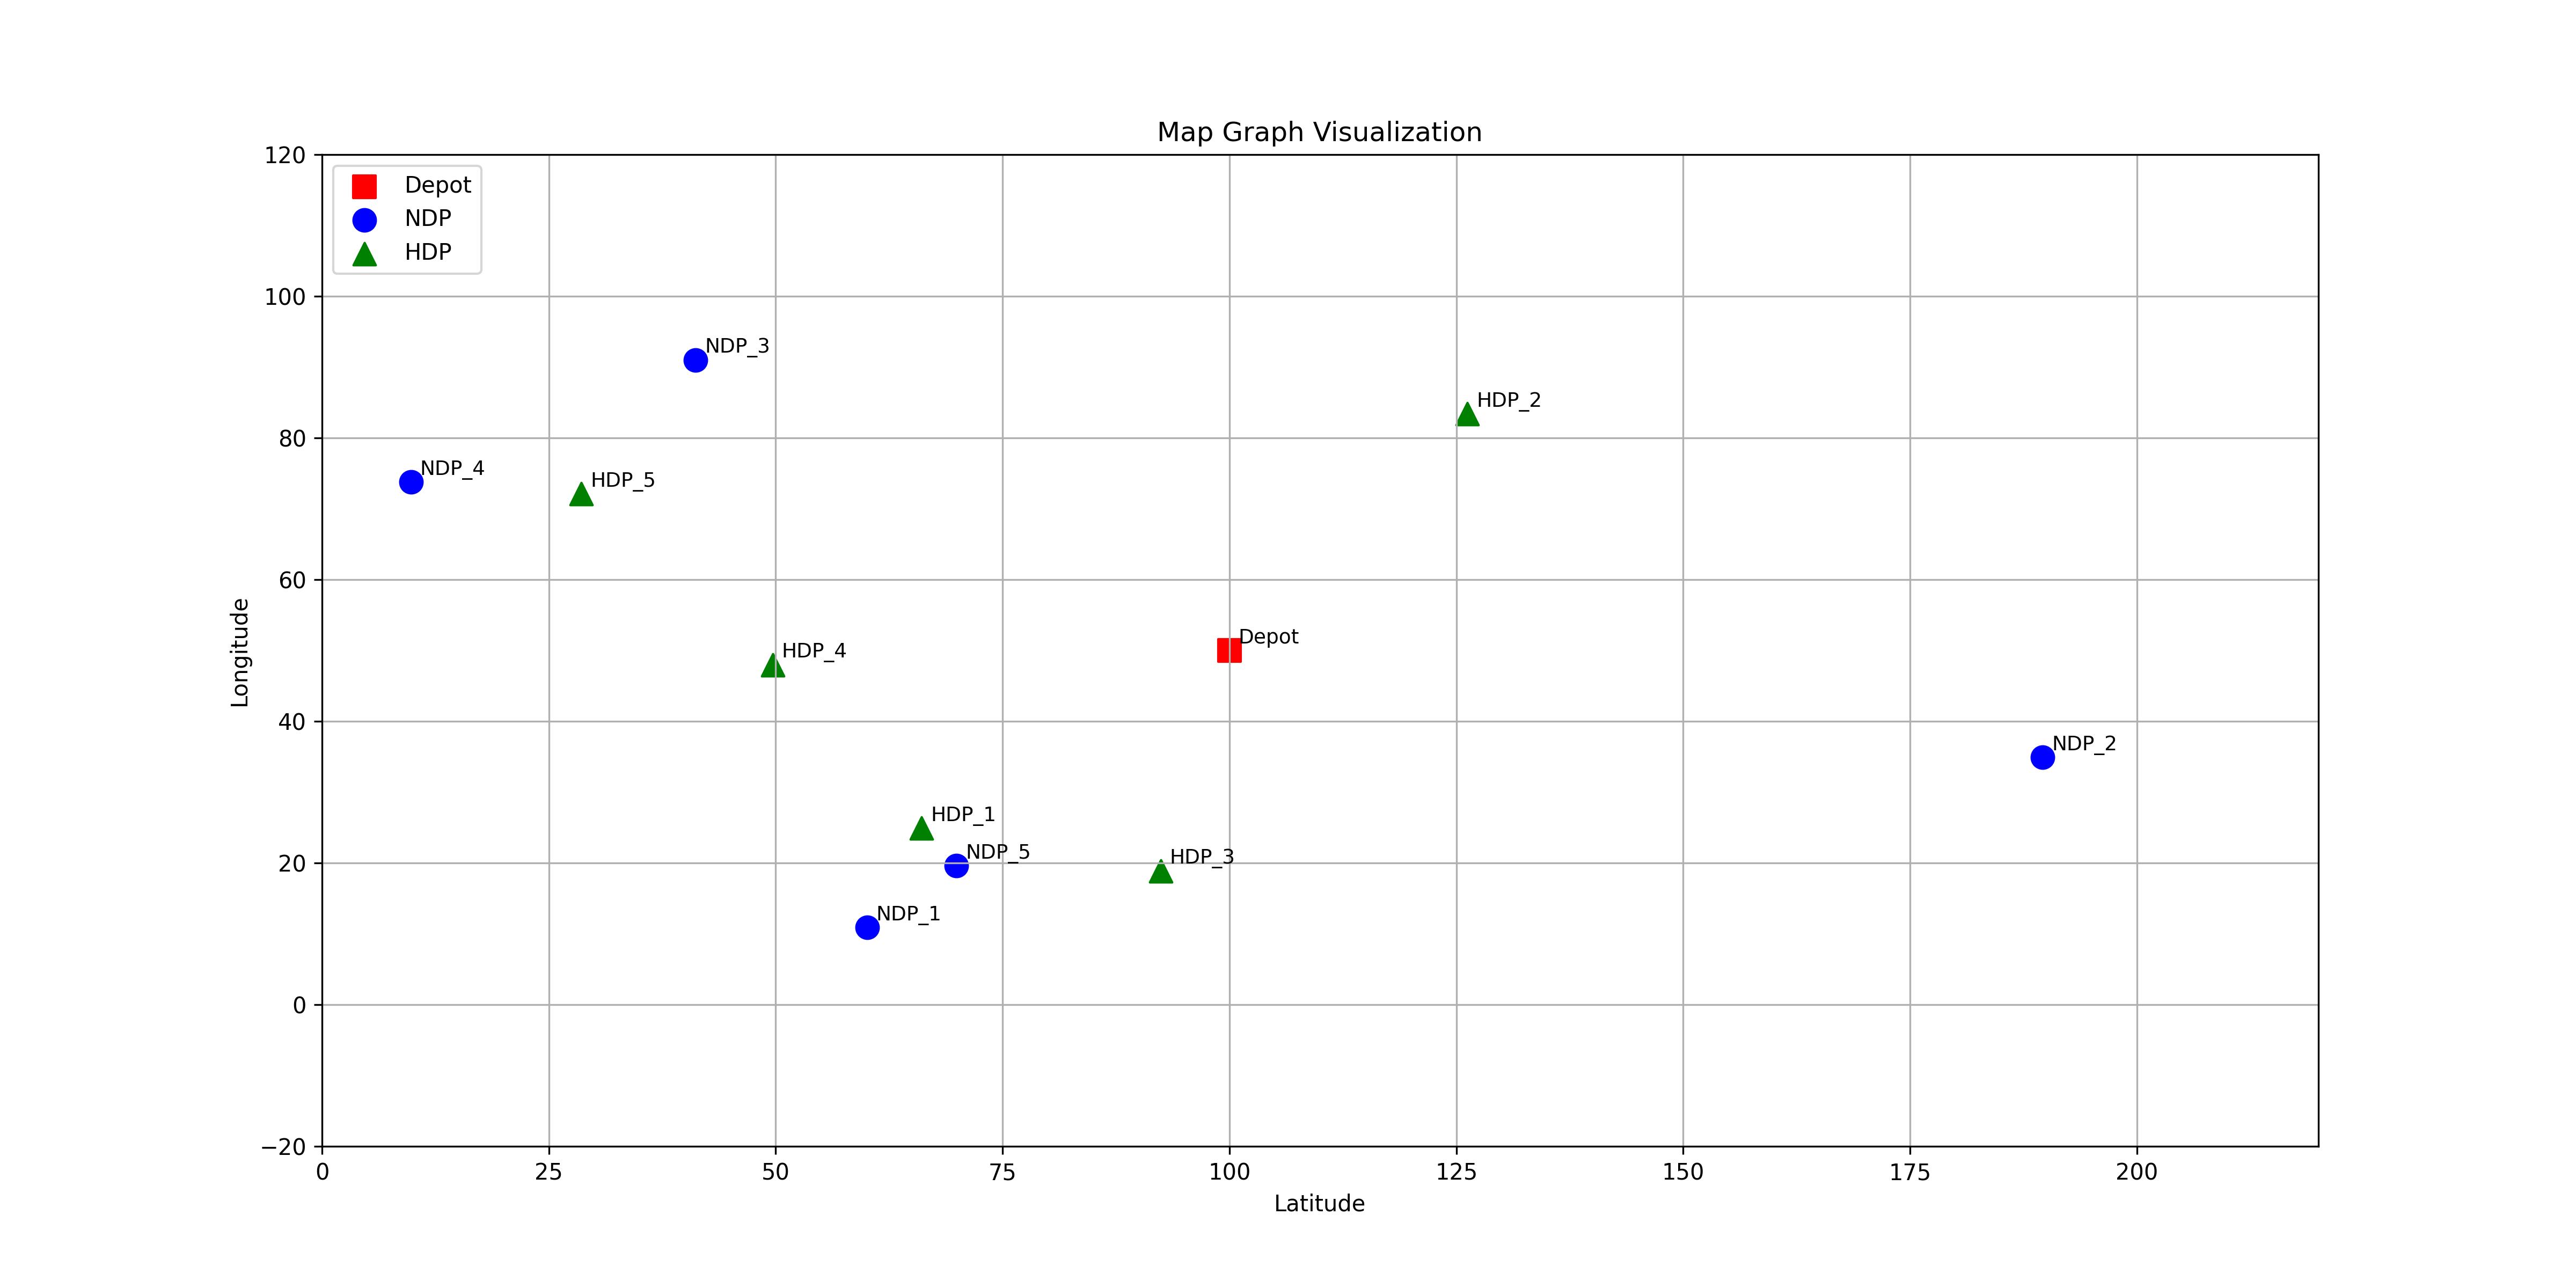 Map Graph Visualization
120
100
80
60
40
20
0
−20
Longitude
Depot
NDP
HDP
NDP_3
HDP_2
NDP_4
HDP_5
Depot
HDP_4
NDP_2
HDP_1
NDP_5
HDP_3
NDP_1
0 25 50 75 100 125 150 175 200
Latitude